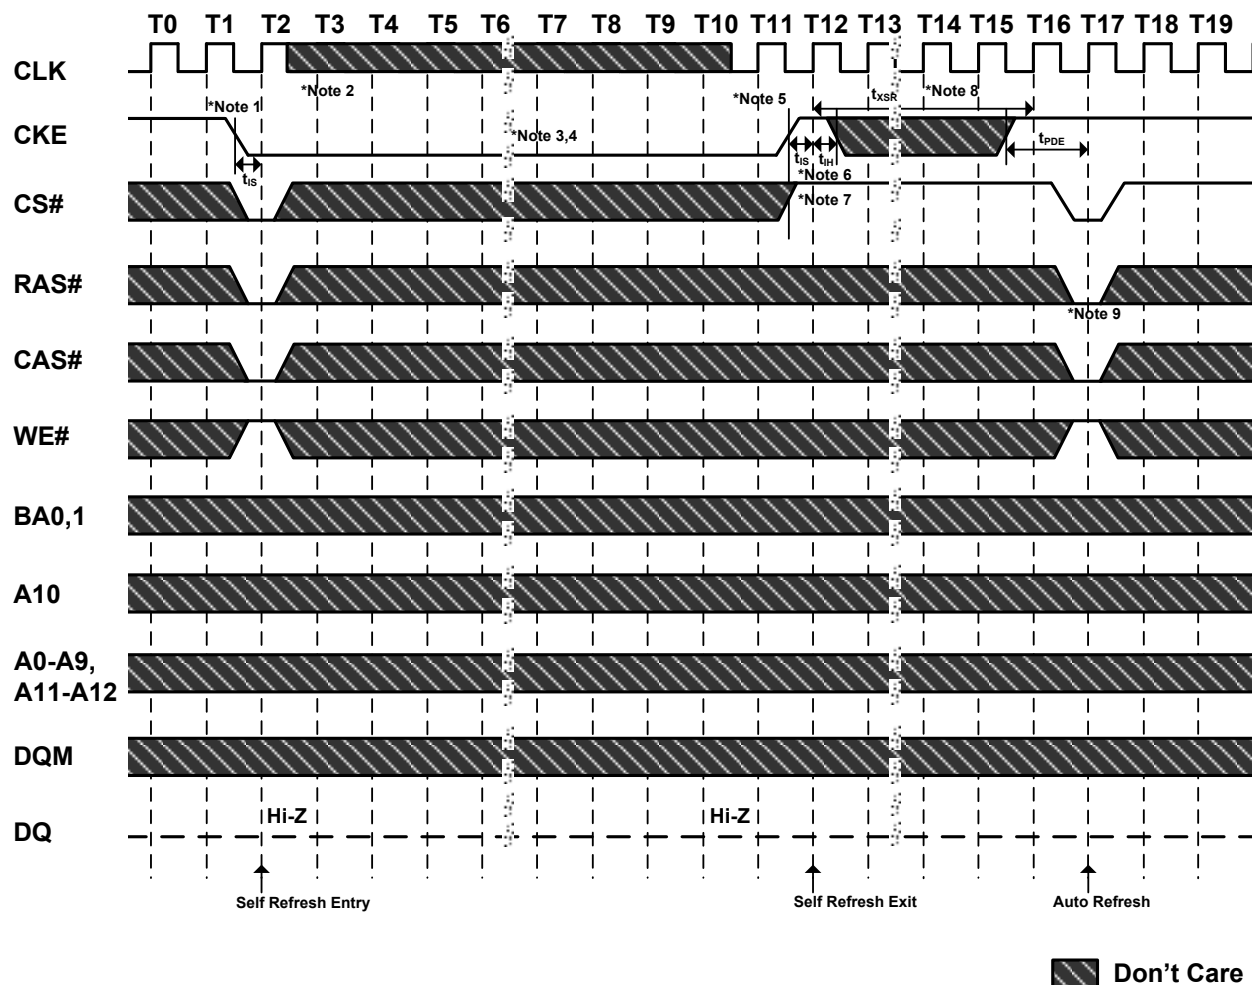 T0 T1 T2 T3 T4 T5 T6 T7 T8 T9 T10 T11 T12 T13 T14 T15 T16 T17 T18 T19
CLK
*Note 2
*Note 5
tXSR
*Note 8
*Note 1
CKE
*Note 3,4
tPDE
tIS
tIS
tIH
*Note 6
CS#
*Note 7
RAS#
*Note 9
CAS#
WE#
BA0,1
A10
A0-A9,
A11-A12
DQM
Hi-Z
Hi-Z
DQ
Self Refresh Entry
Self Refresh Exit
Auto Refresh
Don't Care